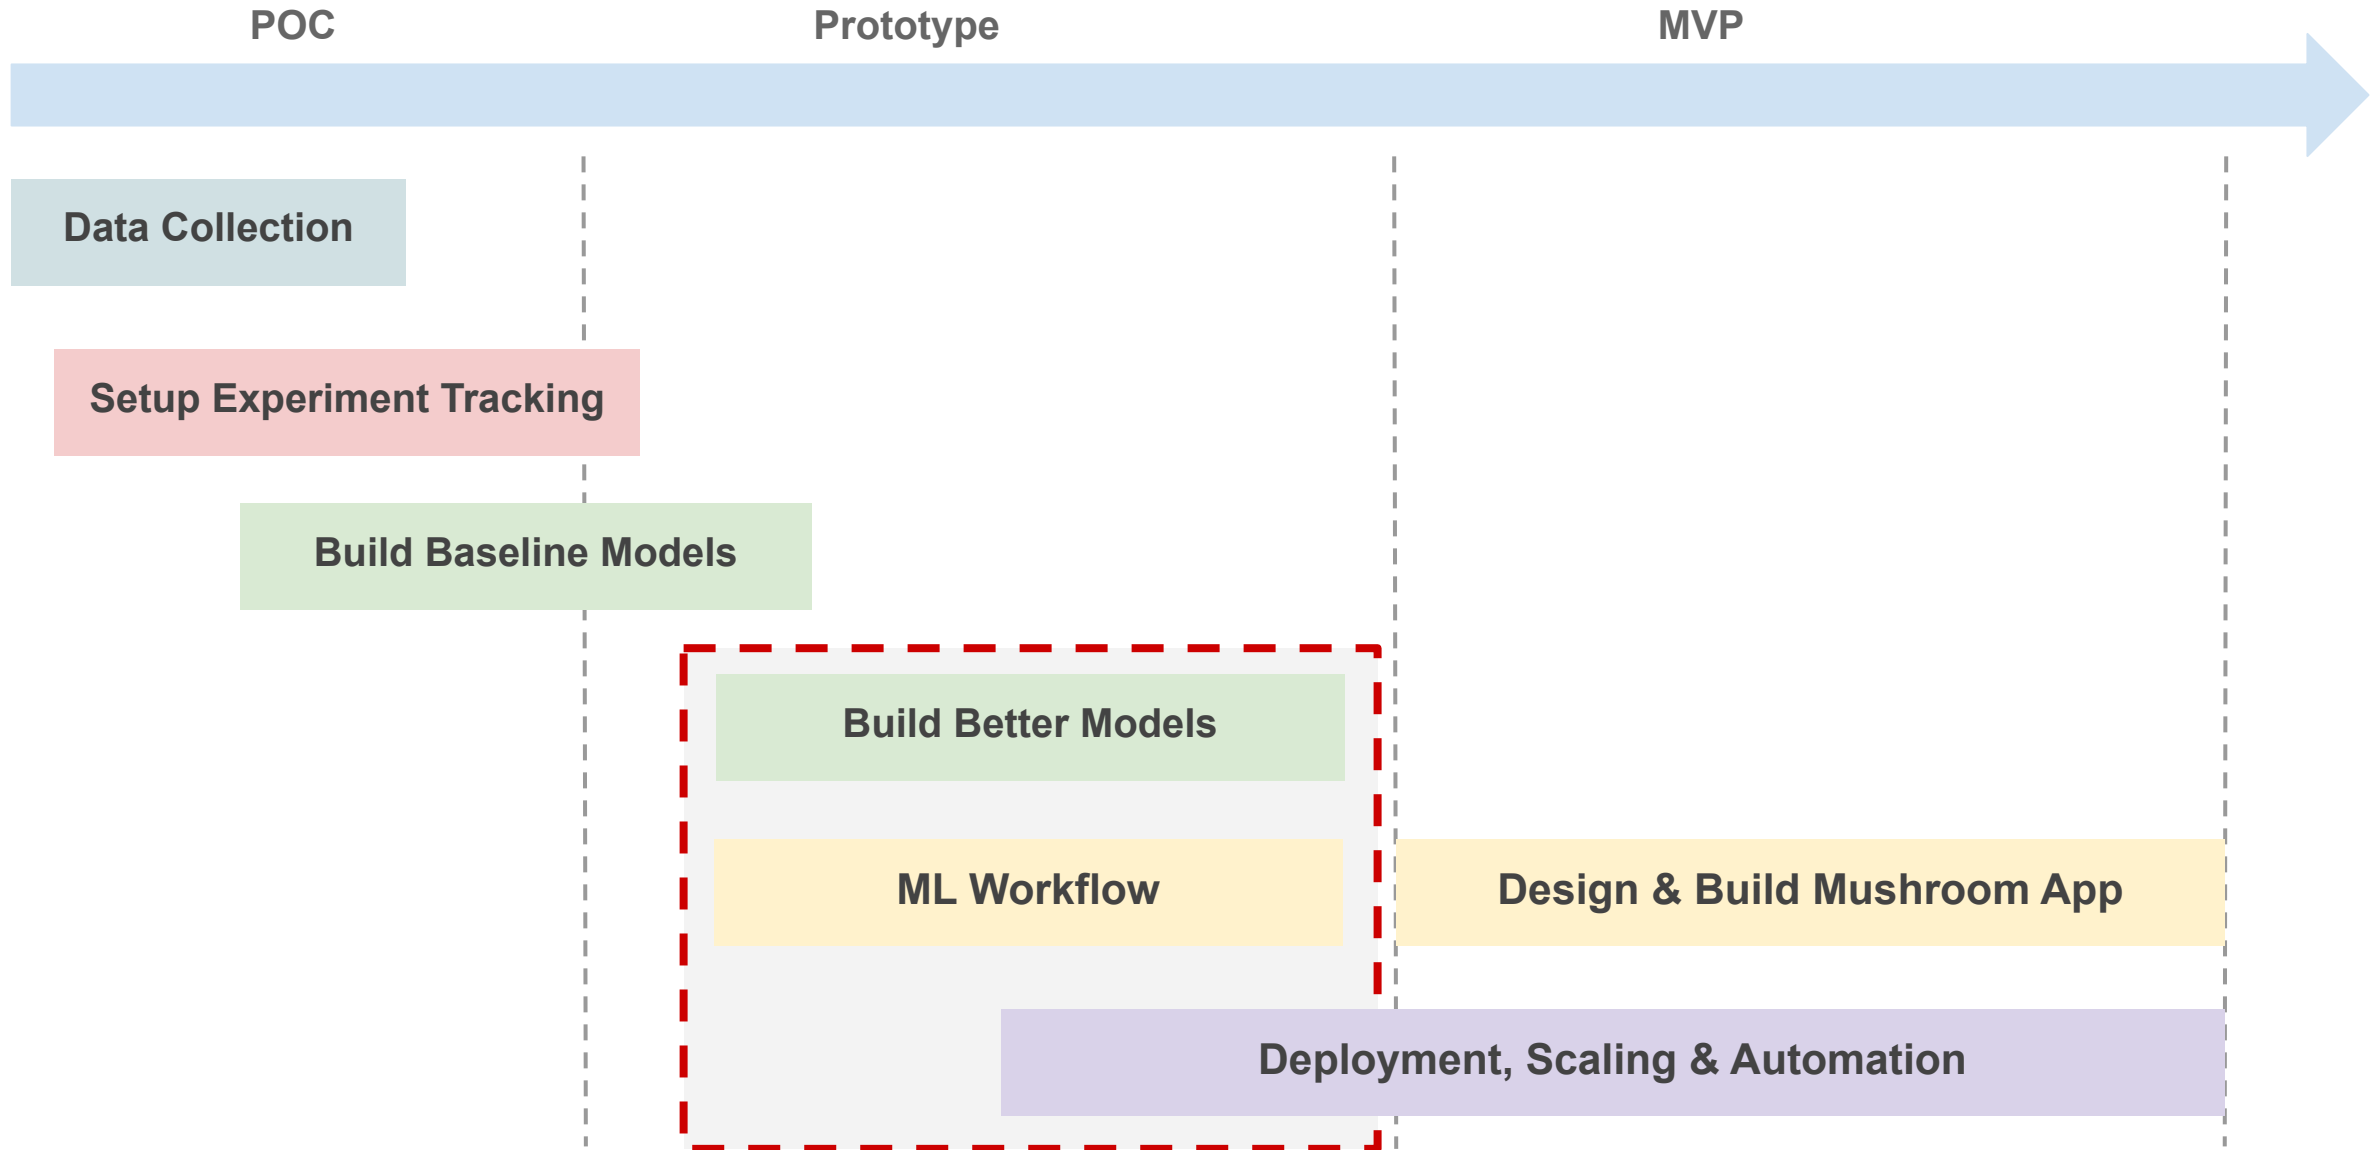 POC
Prototype
MVP
Data Collection
Setup Experiment Tracking
Build Baseline Models
Build Better Models
ML Workflow
Design & Build Mushroom App
Deployment, Scaling & Automation